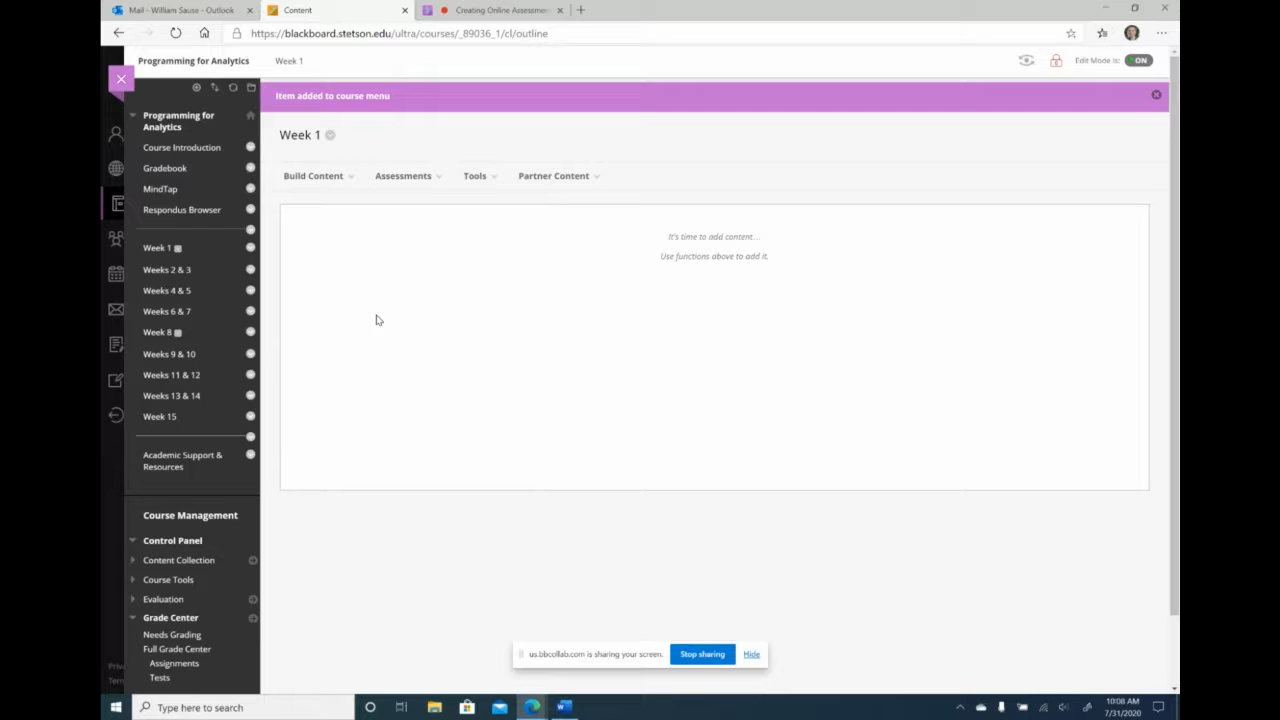 Mail - William Sause - Outlook
Content
Creating Online Assessmen
https://blackboard.stetson.edu/ultra/courses/_89036_1/cl/outline
Programming for Analytics
Week 1
Edit Mode is:
ON
Item added to course menu
Programming for
Analytics
Course Introduction
Gradebook
MindTap
Respondus Browser
Week 1
Weeks 2 & 3
Weeks 4 & 5
Weeks 6 & 7
Week 8
Weeks 9 & 10
Weeks 11 & 12
Weeks 13 & 14
Week 15
Academic Support &
Resources
Course Management
Control Panel
Content Collection
Course Tools
Evaluation
Grade Center
Needs Grading
Full Grade Center
Assignments
Tests
Week 1
Build Content
Assessments
Tools
Partner Content
It's time to add content...
Use functions above to add it.
Priva
Term
us.bbcollab.com is sharing your screen.
Stop sharing
Hide
Type here to search
10:08 AM
7/31/2020